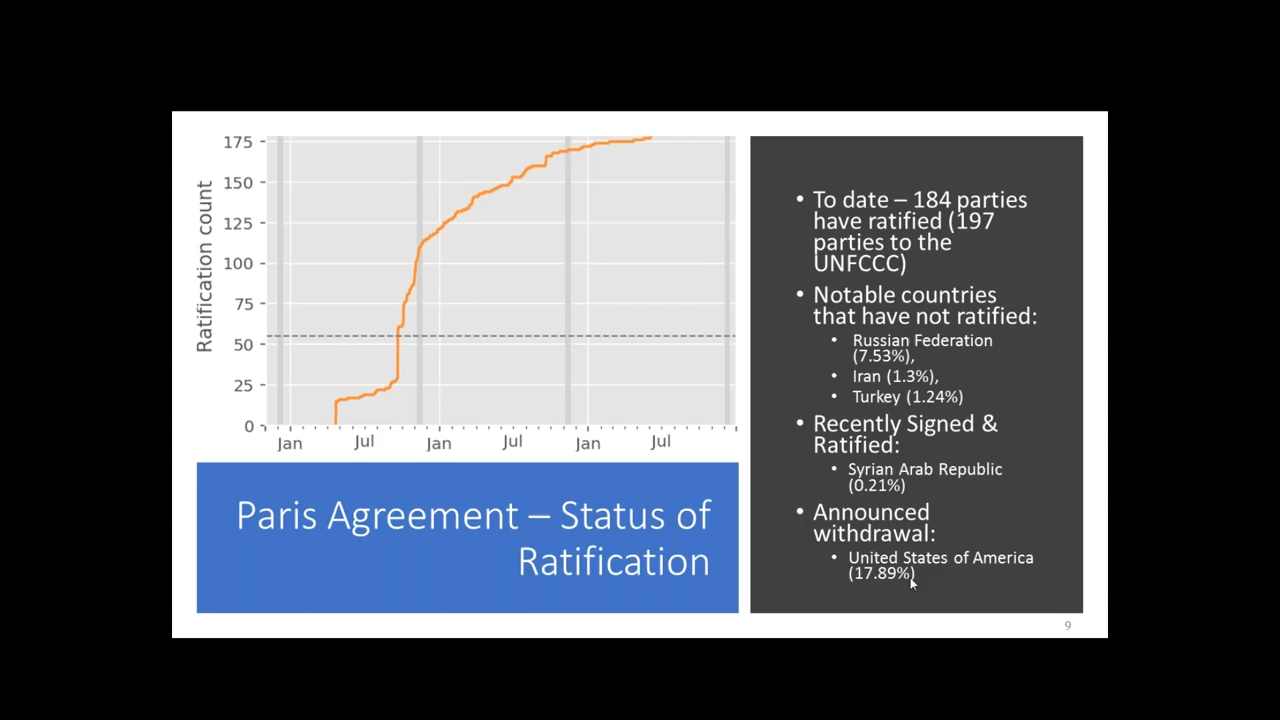 175
150
125
100
75
50
25
0
Ratification count
Jan Jul Jan Jul Jan Jul
Paris Agreement – Status of
Ratification
• To date – 184 parties
have ratified (197
parties to the
UNFCCC)
• Notable countries
that have not ratified:
• Russian Federation
(7.53%),
• Iran (1.3%),
• Turkey (1.24%)
• Recently Signed &
Ratified:
• Syrian Arab Republic
(0.21%)
• Announced
withdrawal:
• United States of America
(17.89%)
9